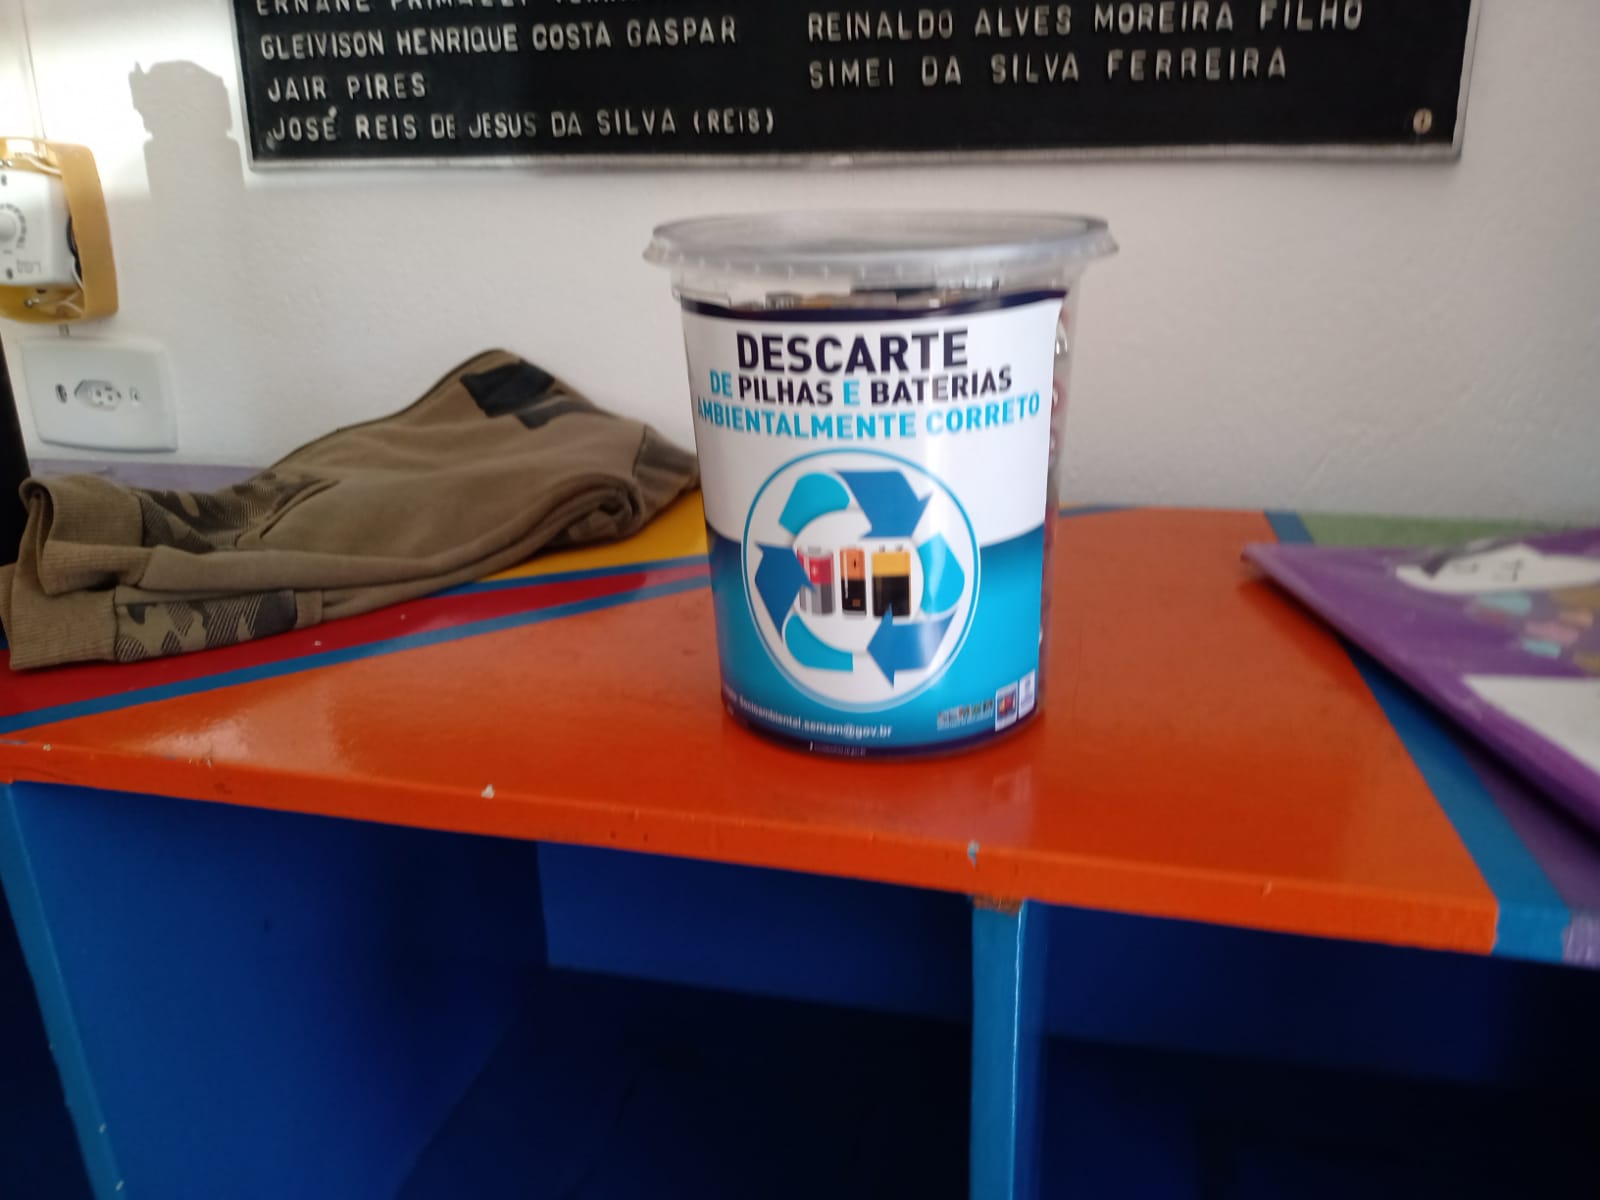 GLEIVISON HENRIQUE COSTA GASPAR
JAIR PIRES
JOSÉ REIS DE JESUS DA SILVA (REIS)
REINALDO ALVES MOREIRA FILHO
SIMEI DA SILVA FERREIRA
DESCARTE
DE PILHAS E BATERIAS
AMBIENTALMENTE CORRETO